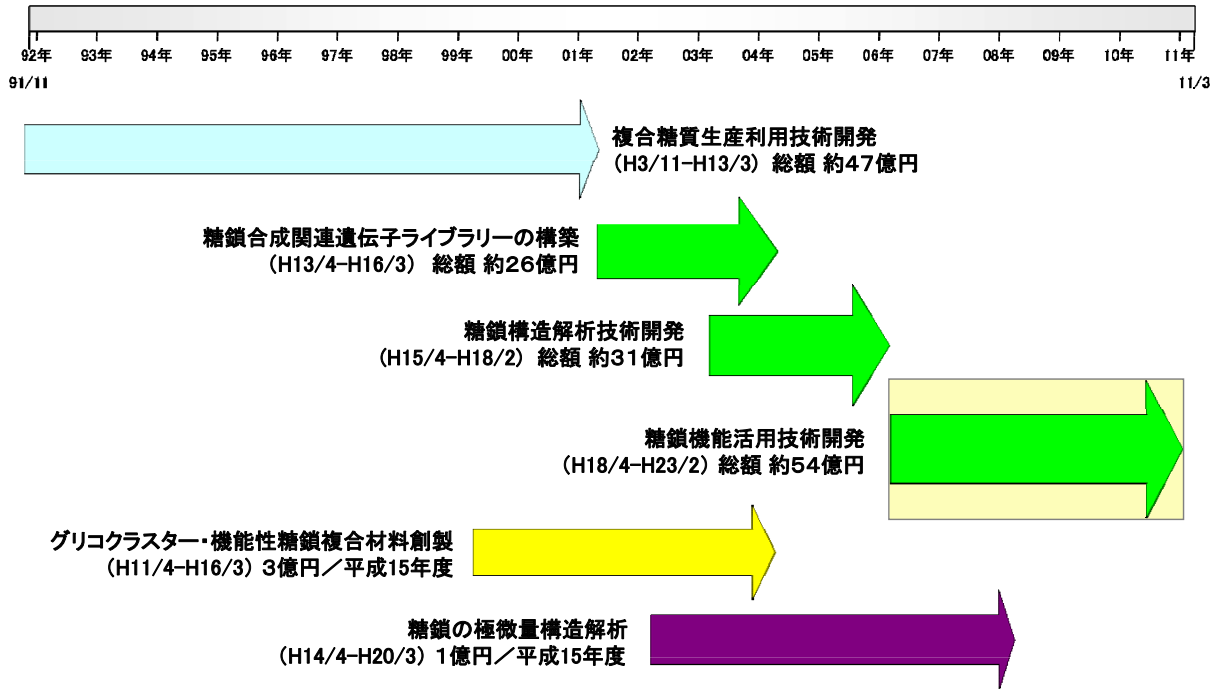 92年 93年 94年 95年 96年 97年 98年 99年 00年 01年 02年 03年 04年 05年 06年 07年 08年 09年 10年 11年
91/11 11/3
複合糖質生産利用技術開発
(H3/11-H13/3) 総額 約47億円
糖鎖合成関連遺伝子ライブラリーの構築
(H13/4-H16/3) 総額 約26億円
糖鎖構造解析技術開発
(H15/4-H18/2) 総額 約31億円
糖鎖機能活用技術開発
(H18/4-H23/2) 総額 約54億円
グリコクラスター・機能性糖鎖複合材料創製
(H11/4-H16/3) 3億円／平成15年度
糖鎖の極微量構造解析
(H14/4-H20/3) 1億円／平成15年度